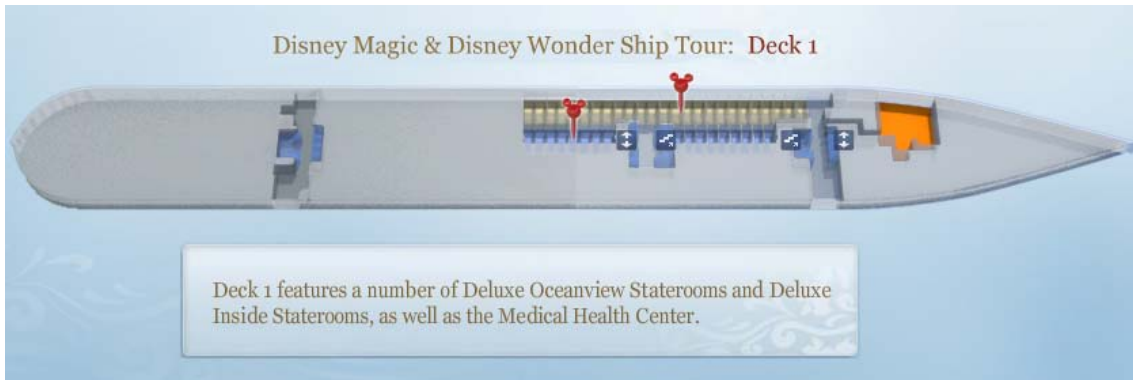 Disney Magic & Disney Wonder Ship Tour: Deck 1
Deck 1 features a number of Deluxe Oceanview Staterooms and Deluxe
Inside Staterooms, as well as the Medical Health Center.